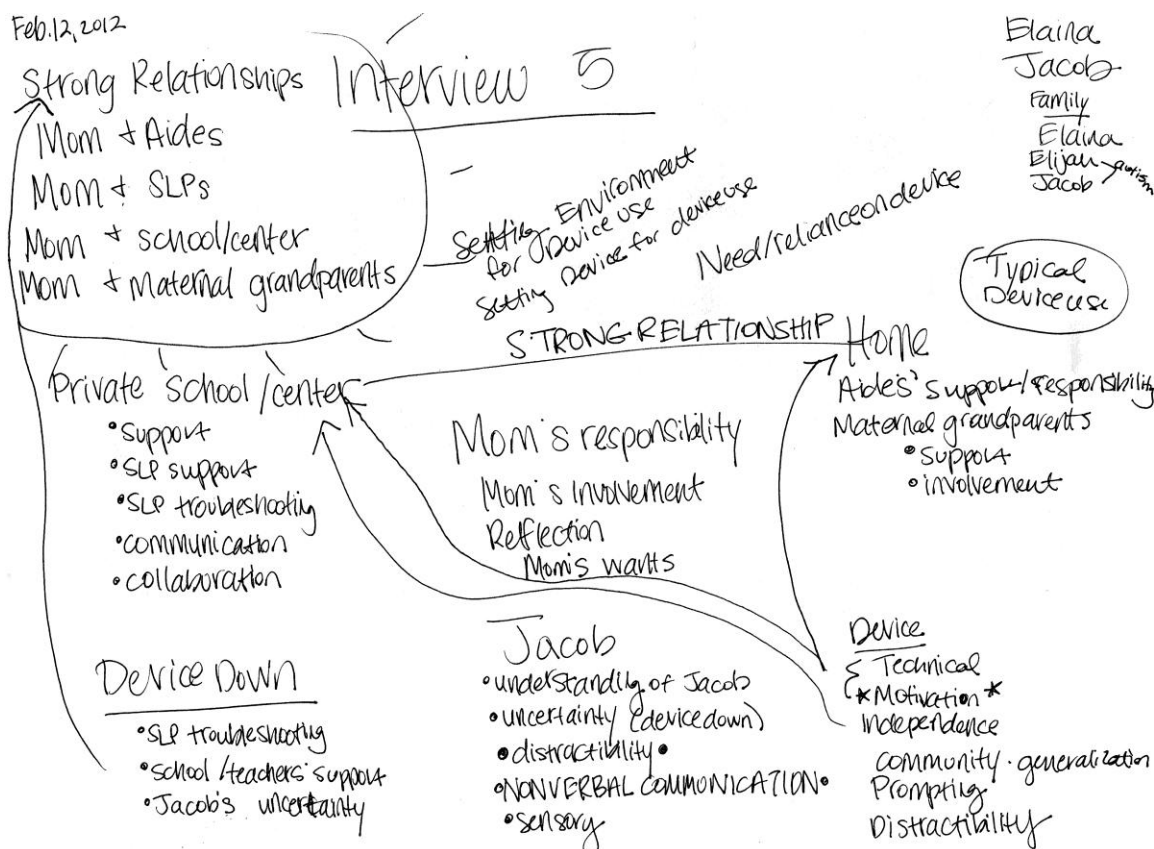 Feb. 12, 2012
Interview 5
Strong Relationships
Mom + Aides
Mom + SLPs
Mom + school/center
Mom + maternal grandparents
Setting Environment
for Device use
Setting Device for device use
Need/reliance on device
Elaina
Jacob
Family
Elaina
Elijah
Jacob
autism
Typical
Device use
STRONG RELATIONSHIP
Private school/center
• support
• SLP support
• SLP troubleshooting
• communication
• collaboration
Home
Aides' support/responsibility
Maternal grandparents
• support
• involvement
Mom's responsibility
Mom's Involvement
Reflection
Mom's wants
Device Down
• SLP troubleshooting
• school/teachers' support
• Jacob's uncertainty
Jacob
• understanding of Jacob
• uncertainty (device down)
• distractibility •
• NONVERBAL COMMUNICATION •
• sensory
Device
Technical
*Motivation*
Independence
community · generalization
Prompting
Distractibility